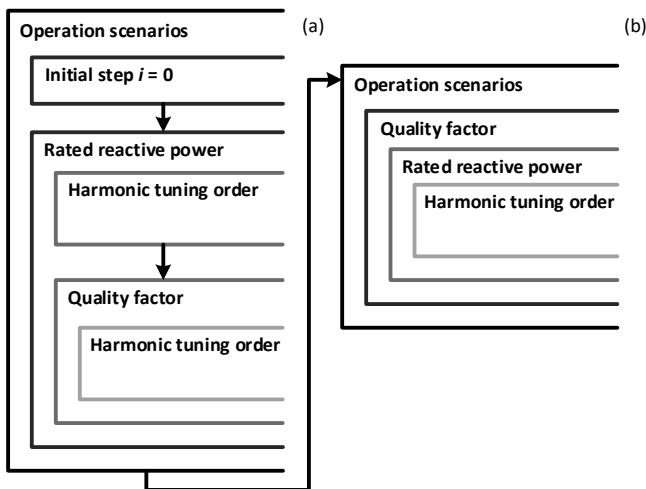 Operation scenarios
(a)
Initial step i = 0
Rated reactive power
Harmonic tuning order
Quality factor
Harmonic tuning order
(b)
Operation scenarios
Quality factor
Rated reactive power
Harmonic tuning order